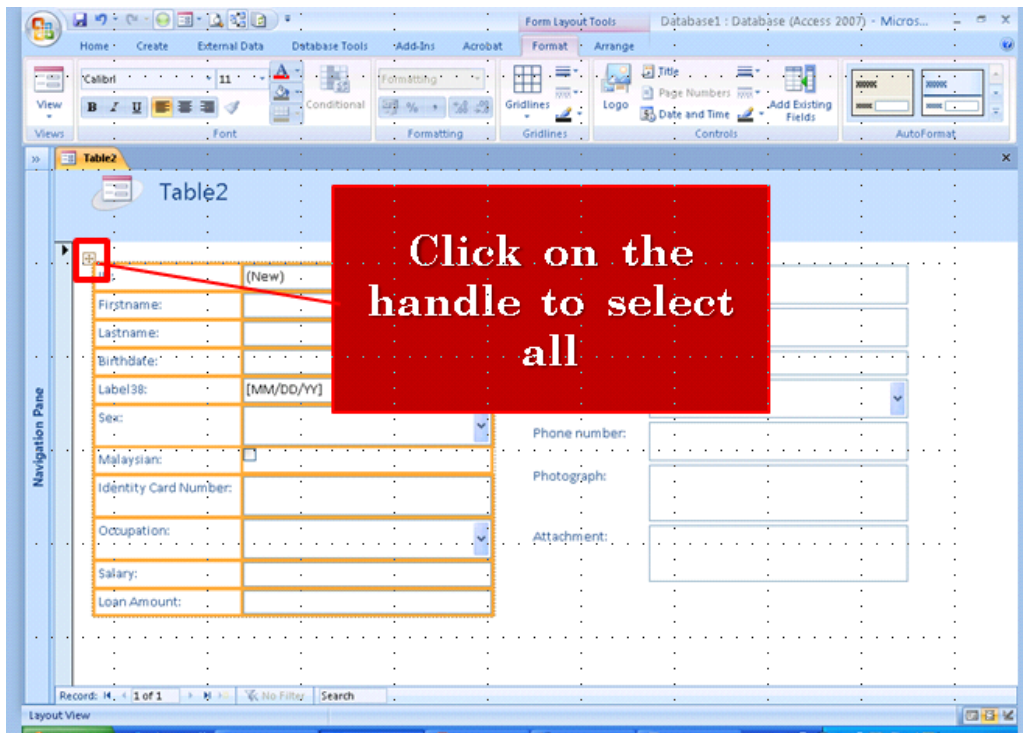 Form Layout Tools Database1 : Database (Access 2007) - Micros...
Home Create External Data Database Tools Add-Ins Acrobat Format Arrange
Calibri 11 Formatting Title
View B I U Conditional Gridlines Logo Page Numbers Add Existing Fields
Date and Time
Views Font Formatting Gridlines Controls AutoFormat
Table2
Table2
Click on the
handle to select
all
(New)
Firstname:
Lastname:
Birthdate:
Label38: [MM/DD/YY]
Sex:
Phone number:
Malaysian:
Photograph:
Identity Card Number:
Occupation:
Attachment:
Salary:
Loan Amount:
Navigation Pane
Record: 1 of 1 No Filter Search
Layout View